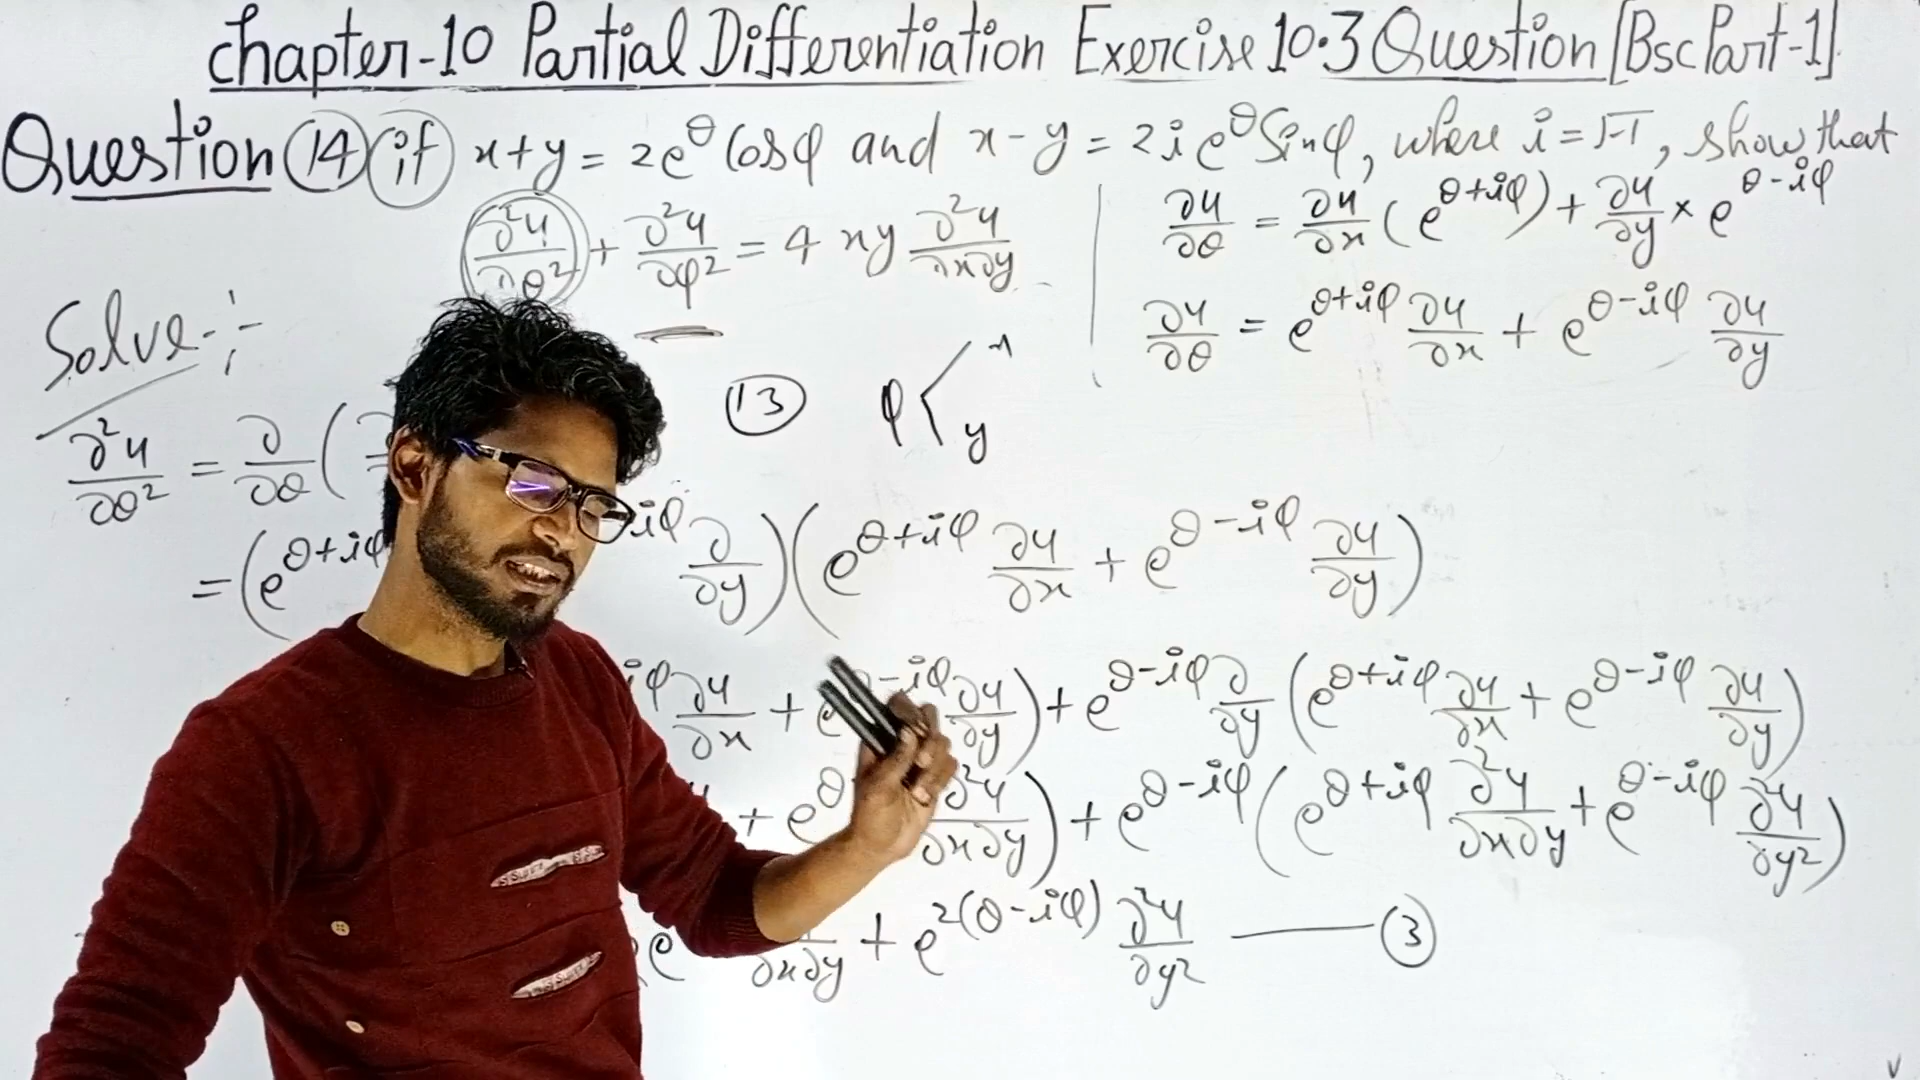 chapter-10 Partial Differentiation Exercise 10.3 Question [Bsc Part-1]
Question (14) (if) x+y = 2e^θ Cosφ and x-y = 2ie^θ Sinφ, where i = √-1, show that
∂²u/∂θ² + ∂²u/∂φ² = 4xy ∂²u/∂x∂y
Solve-:-
∂u/∂θ = ∂u/∂x (e^{θ+iφ}) + ∂u/∂y × e^{θ-iφ}
∂u/∂θ = e^{θ+iφ} ∂u/∂x + e^{θ-iφ} ∂u/∂y
(13) φ < x y
∂²u/∂θ² = ∂/∂θ (
= (e^{θ+iφ} iφ ∂/∂y) (e^{θ+iφ} ∂u/∂x + e^{θ-iφ} ∂u/∂y)
iφ ∂u/∂x + e^{θ-iφ} ∂u/∂y) + e^{θ-iφ} ∂/∂y (e^{θ+iφ} ∂u/∂x + e^{θ-iφ} ∂u/∂y)
+ e^θ ∂²u/∂x∂y) + e^{θ-iφ} (e^{θ+iφ} ∂²u/∂x∂y + e^{θ-iφ} ∂²u/∂y²)
e ∂x∂y + e^{2(θ-iφ)} ∂²u/∂y² —— (3)